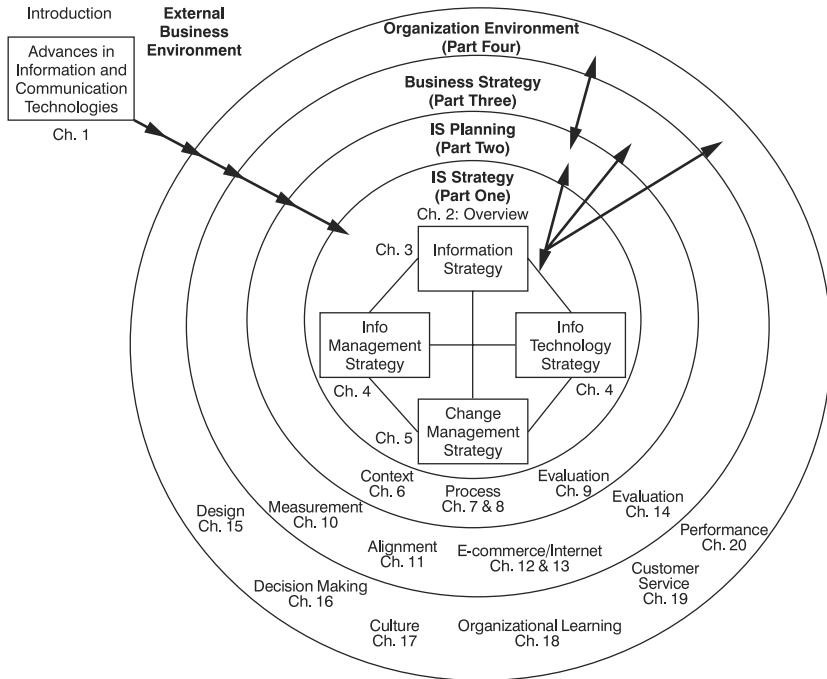 Introduction
External
Business
Environment
Advances in
Information and
Communication
Technologies
Ch. 1
Organization Environment
(Part Four)
Business Strategy
(Part Three)
IS Planning
(Part Two)
IS Strategy
(Part One)
Ch. 2: Overview
Ch. 3
Information
Strategy
Info
Management
Strategy
Ch. 4
Info
Technology
Strategy
Ch. 4
Ch. 5
Change
Management
Strategy
Context
Ch. 6
Process
Ch. 7 & 8
Evaluation
Ch. 9
Measurement
Ch. 10
Alignment
Ch. 11
E-commerce/Internet
Ch. 12 & 13
Evaluation
Ch. 14
Design
Ch. 15
Decision Making
Ch. 16
Culture
Ch. 17
Organizational Learning
Ch. 18
Customer
Service
Ch. 19
Performance
Ch. 20